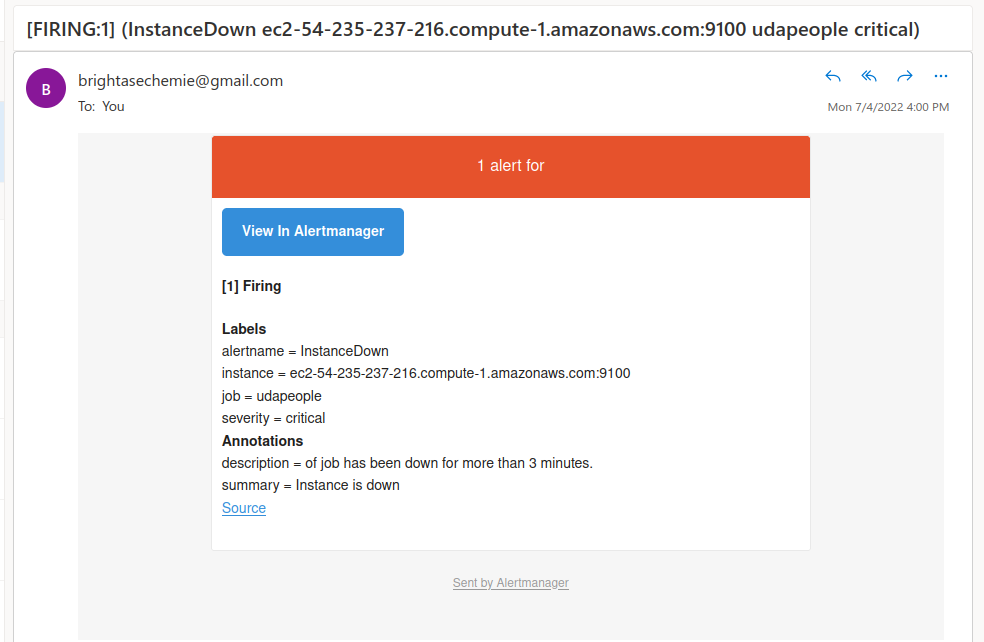 [FIRING:1] (InstanceDown ec2-54-235-237-216.compute-1.amazonaws.com:9100 udapeople critical)
B
brightasechemie@gmail.com
To: You
Mon 7/4/2022 4:00 PM
1 alert for
View In Alertmanager
[1] Firing
Labels
alertname = InstanceDown
instance = ec2-54-235-237-216.compute-1.amazonaws.com:9100
job = udapeople
severity = critical
Annotations
description = of job has been down for more than 3 minutes.
summary = Instance is down
Source
Sent by Alertmanager